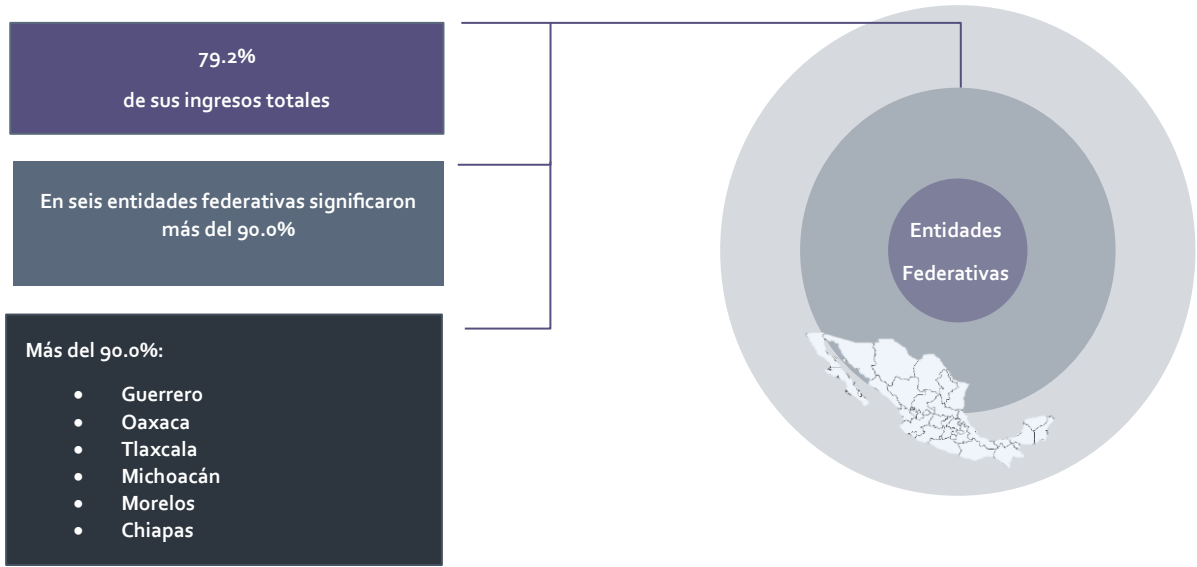 79.2%
de sus ingresos totales
En seis entidades federativas significaron
más del 90.0%
Más del 90.0%:
• Guerrero
• Oaxaca
• Tlaxcala
• Michoacán
• Morelos
• Chiapas
Entidades
Federativas